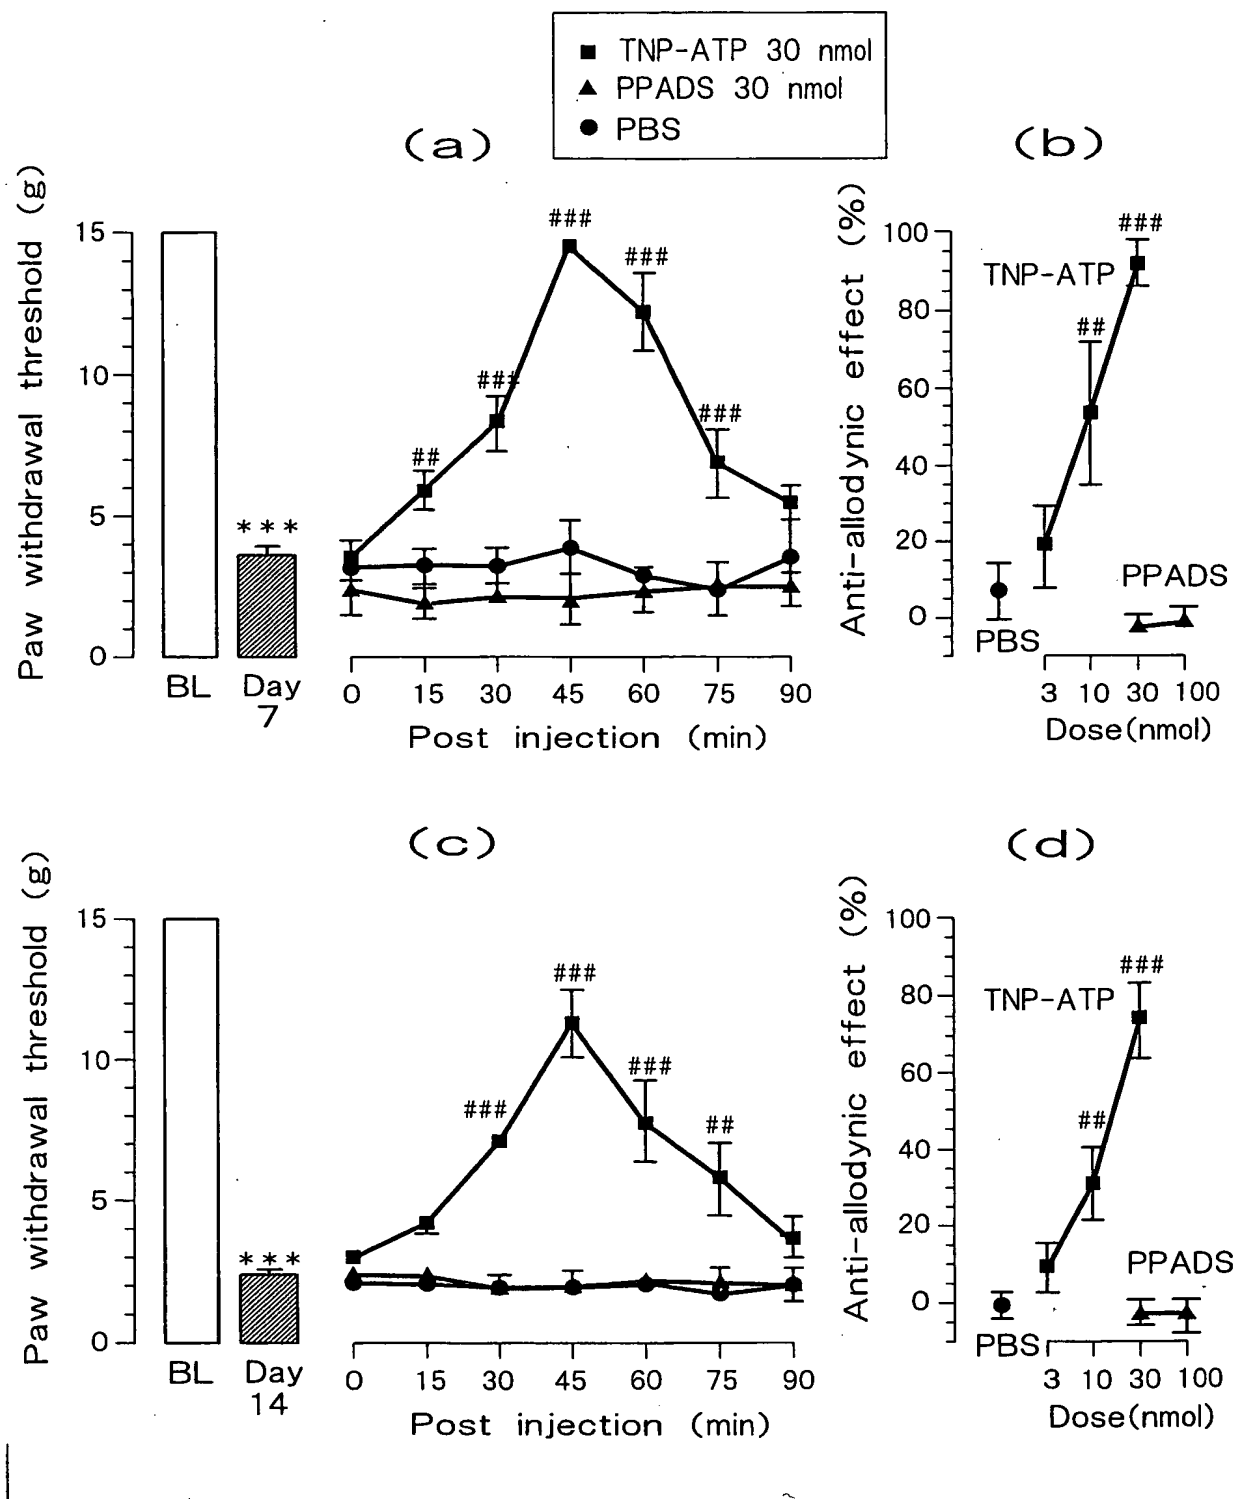 ■ TNP-ATP 30 nmol
▲ PPADS 30 nmol
● PBS
(a)
Paw withdrawal threshold (g)
15
10
5
0
***
BL
Day
7
##
###
###
###
###
0 15 30 45 60 75 90
Post injection (min)
(b)
Anti-allodynic effect (%)
100
80
60
40
20
0
###
TNP-ATP
##
PPADS
PBS
3 10 30 100
Dose(nmol)
(c)
Paw withdrawal threshold (g)
15
10
5
0
***
BL
Day
14
###
###
###
##
0 15 30 45 60 75 90
Post injection (min)
(d)
Anti-allodynic effect (%)
100
80
60
40
20
0
###
TNP-ATP
##
PPADS
PBS
3 10 30 100
Dose(nmol)